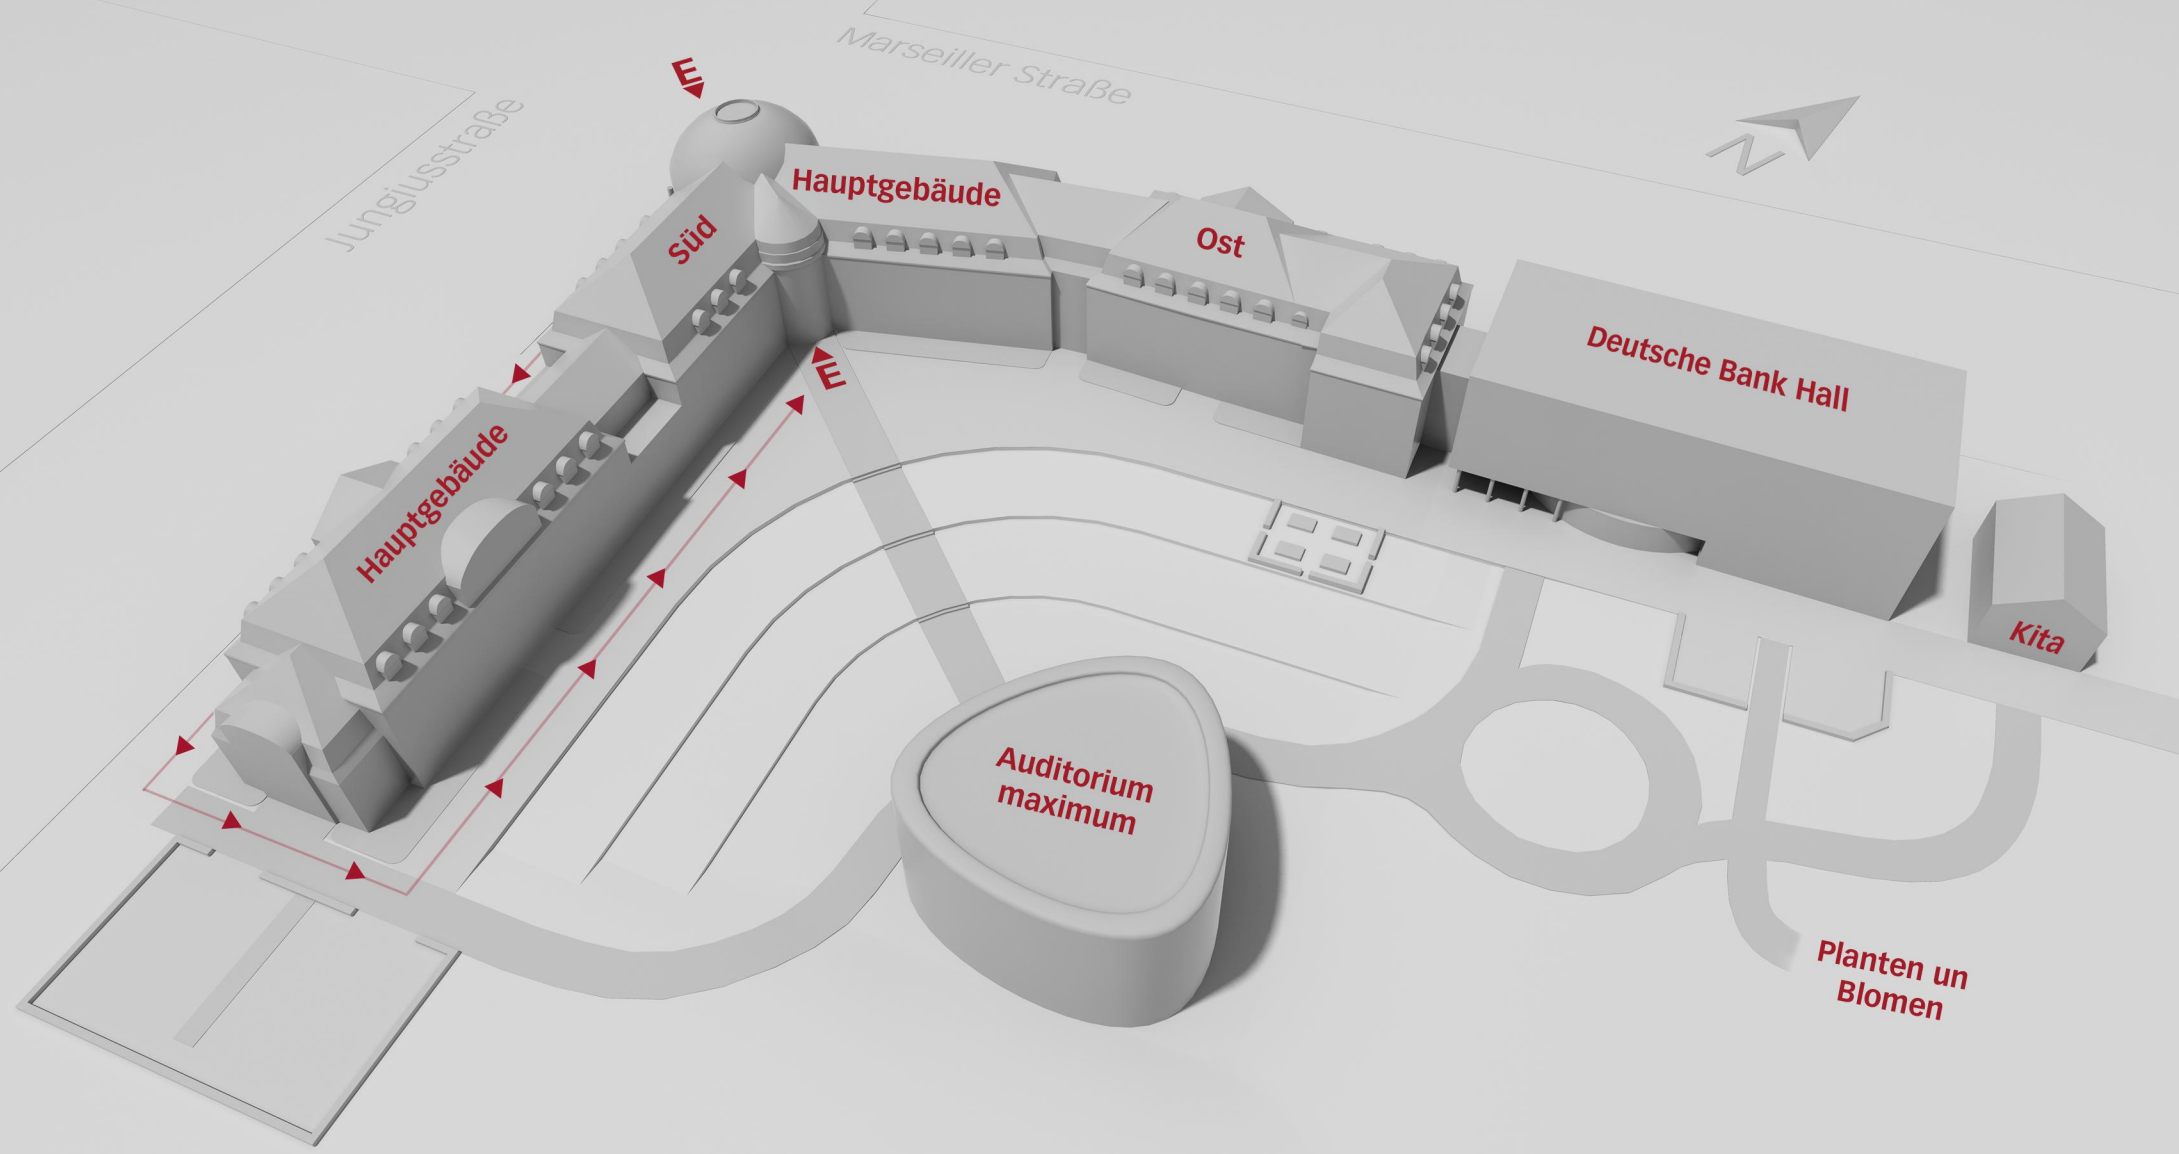 Marseiller Straße
E
Jungiusstraße
N
Hauptgebäude
Süd
Ost
Deutsche Bank Hall
E
Hauptgebäude
Kita
Auditorium
maximum
Planten un
Blomen